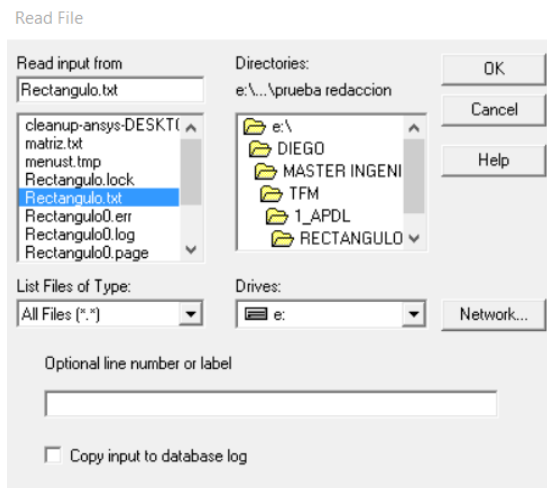 Read File
Read input from
Rectangulo.txt
cleanup-ansys-DESKT(
matriz.txt
menust.tmp
Rectangulo.lock
Rectangulo.txt
Rectangulo0.err
Rectangulo0.log
Rectangulo0.page
List Files of Type:
All Files (*.*)
Directories:
e:\...\prueba redaccion
e:\
DIEGO
MASTER INGENI
TFM
1_APDL
RECTANGULO
Drives:
e:
OK
Cancel
Help
Network...
Optional line number or label
Copy input to database log